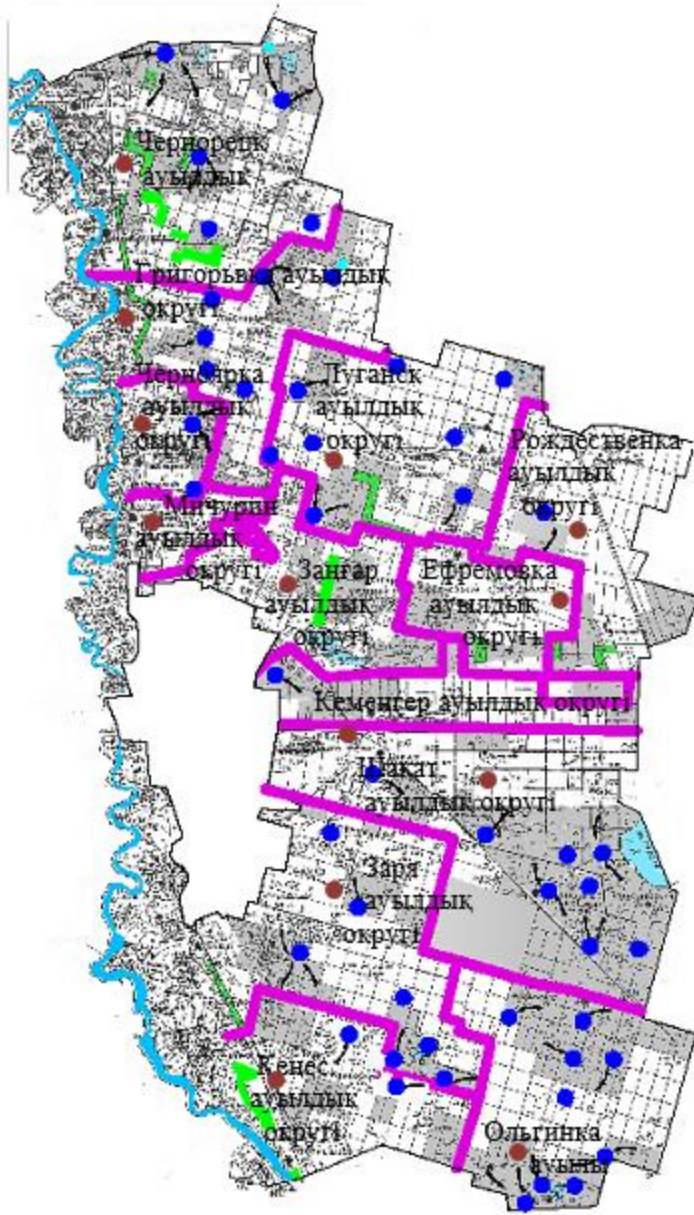 Чернорецк
ауылдық
Григорьвка ауылдық
округі
Черноярка
ауылдық
округі
Луганск
ауылдық
округі
Рождественка
ауылдық
округі
Мичурин
ауылдық
округі
Заңғар
ауылдық
округі
Ефремовка
ауылдық
округі
Кеменгер ауылдық округі
Шақат
ауылдық округі
Заря
ауылдық
округі
Кенес
ауылдық
округі
Ольгинка
ауылы